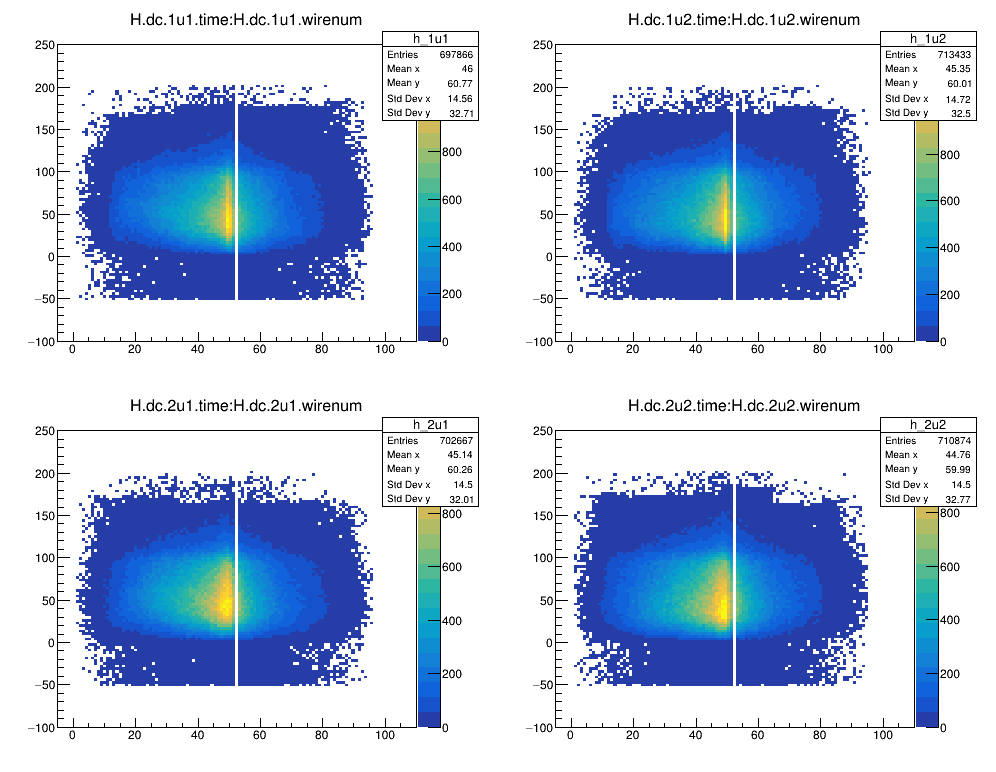 H.dc.1u1.time:H.dc.1u1.wirenum
h_1u1
Entries 697866
Mean x 46
Mean y 60.77
Std Dev x 14.56
Std Dev y 32.71
250
200
150
100
50
0
−50
−100
0 20 40 60 80 100
800
600
400
200
0
H.dc.1u2.time:H.dc.1u2.wirenum
h_1u2
Entries 713433
Mean x 45.35
Mean y 60.01
Std Dev x 14.72
Std Dev y 32.5
250
200
150
100
50
0
−50
−100
0 20 40 60 80 100
800
600
400
200
0
H.dc.2u1.time:H.dc.2u1.wirenum
h_2u1
Entries 702667
Mean x 45.14
Mean y 60.26
Std Dev x 14.5
Std Dev y 32.01
250
200
150
100
50
0
−50
−100
0 20 40 60 80 100
800
600
400
200
0
H.dc.2u2.time:H.dc.2u2.wirenum
h_2u2
Entries 710874
Mean x 44.76
Mean y 59.99
Std Dev x 14.5
Std Dev y 32.77
250
200
150
100
50
0
−50
−100
0 20 40 60 80 100
800
600
400
200
0